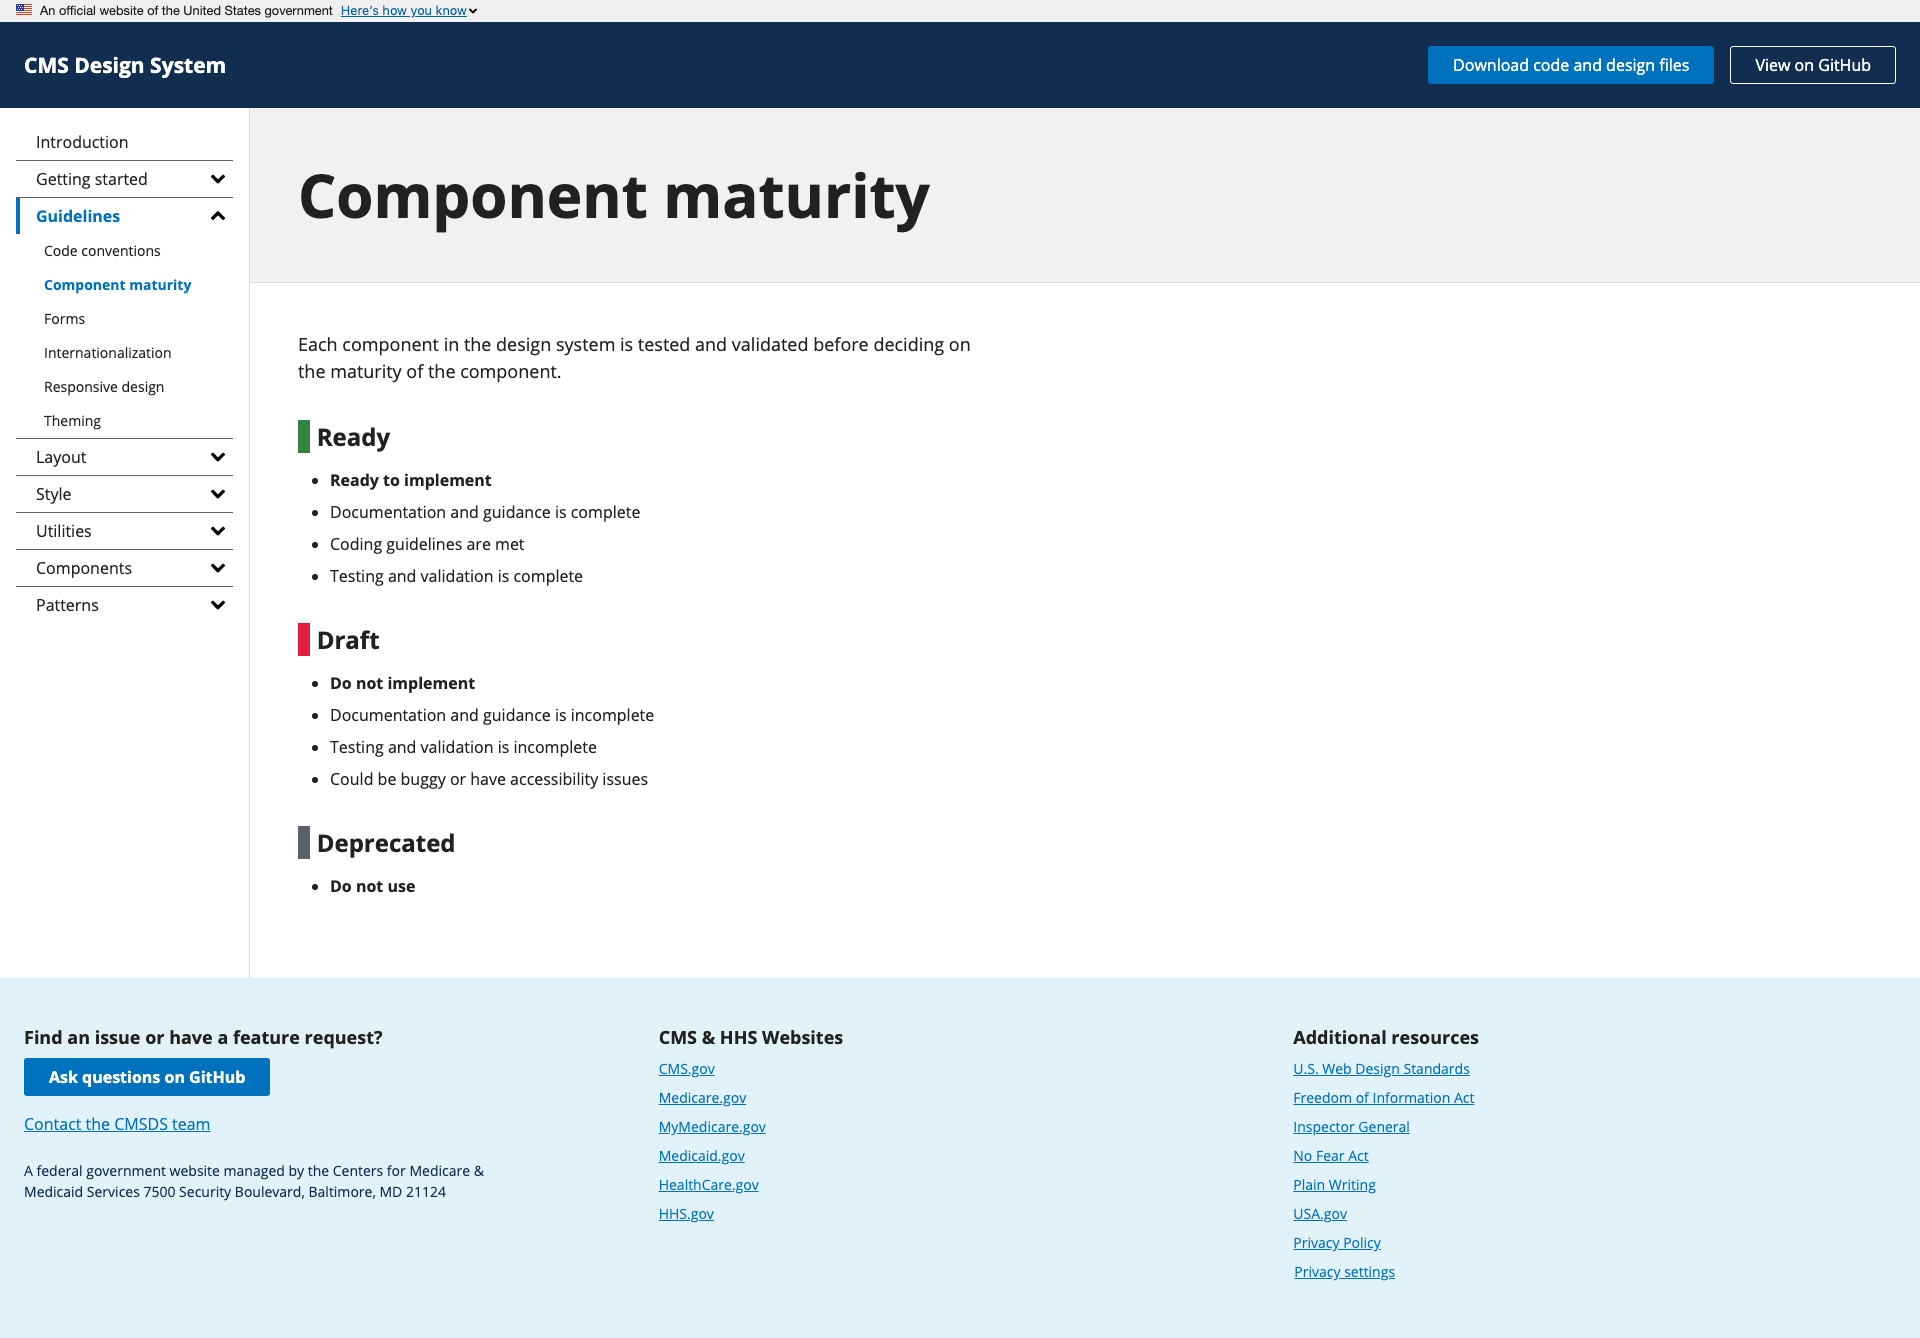 An official website of the United States government Here's how you know
CMS Design System
Download code and design files
View on GitHub
Introduction
Getting started
Guidelines
Code conventions
Component maturity
Forms
Internationalization
Responsive design
Theming
Layout
Style
Utilities
Components
Patterns
Component maturity
Each component in the design system is tested and validated before deciding on
the maturity of the component.
Ready
Ready to implement
Documentation and guidance is complete
Coding guidelines are met
Testing and validation is complete
Draft
Do not implement
Documentation and guidance is incomplete
Testing and validation is incomplete
Could be buggy or have accessibility issues
Deprecated
Do not use
Find an issue or have a feature request?
Ask questions on GitHub
Contact the CMSDS team
A federal government website managed by the Centers for Medicare &
Medicaid Services 7500 Security Boulevard, Baltimore, MD 21124
CMS & HHS Websites
CMS.gov
Medicare.gov
MyMedicare.gov
Medicaid.gov
HealthCare.gov
HHS.gov
Additional resources
U.S. Web Design Standards
Freedom of Information Act
Inspector General
No Fear Act
Plain Writing
USA.gov
Privacy Policy
Privacy settings